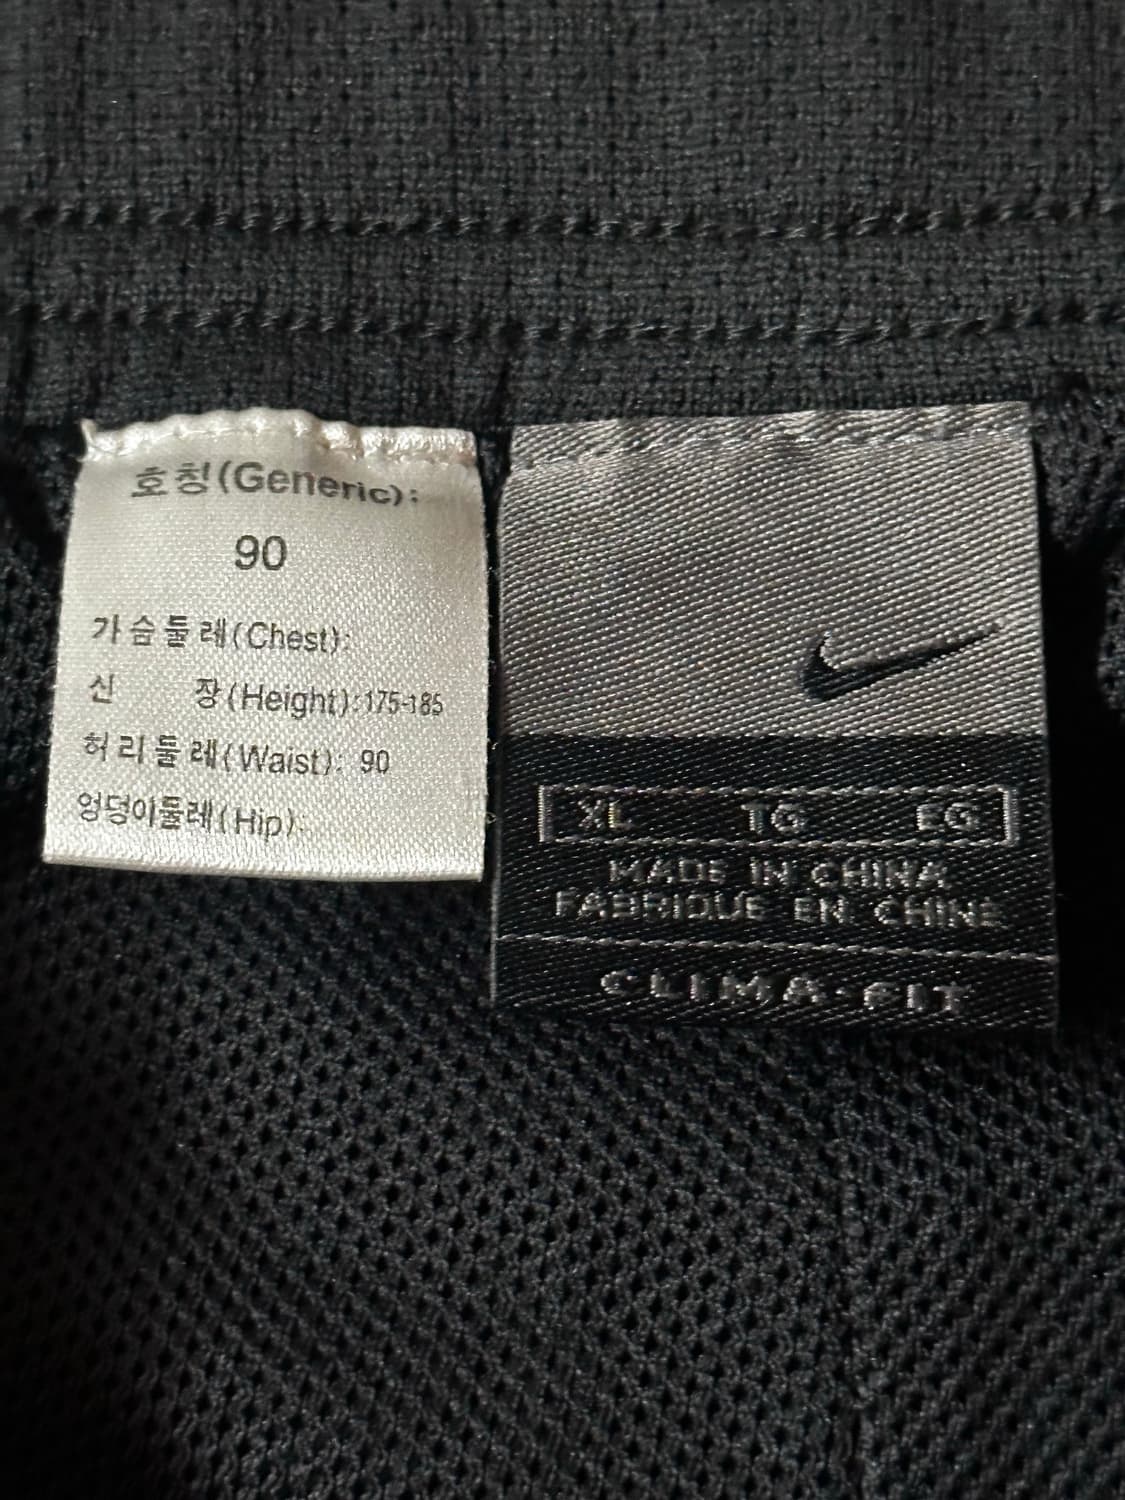 호칭(Generic):
90
가슴둘레(Chest):
신 장(Height):175-185
허리둘레(Waist): 90
엉덩이둘레(Hip):
XL TG EG
MADE IN CHINA
FABRIQUE EN CHINE
CLIMA-FIT